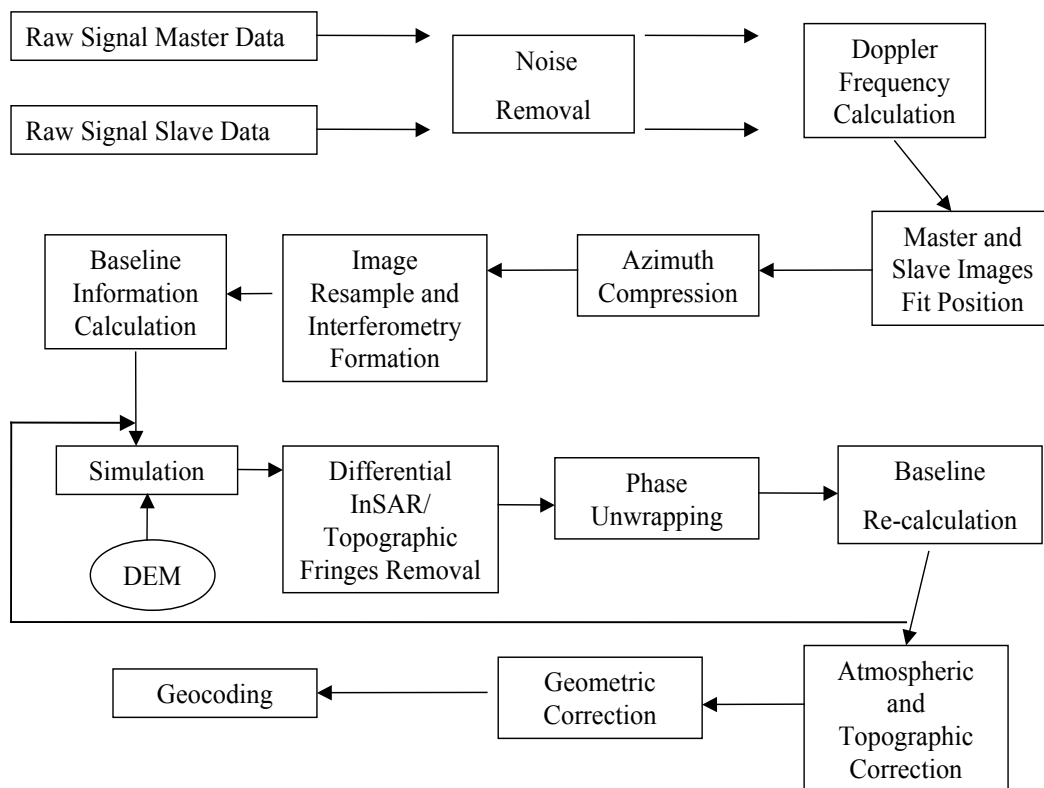 Raw Signal Master Data
Raw Signal Slave Data
Noise
Removal
Doppler
Frequency
Calculation
Master and
Slave Images
Fit Position
Azimuth
Compression
Image
Resample and
Interferometry
Formation
Baseline
Information
Calculation
Simulation
DEM
Differential
InSAR/
Topographic
Fringes Removal
Phase
Unwrapping
Baseline
Re-calculation
Atmospheric
and
Topographic
Correction
Geometric
Correction
Geocoding